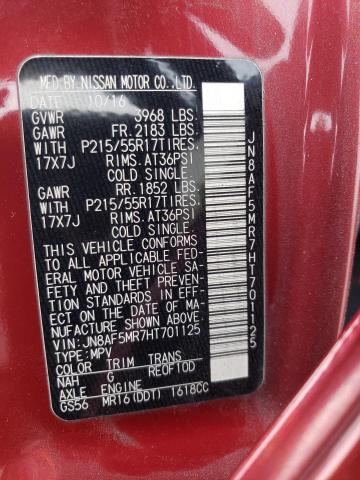 MFD BY NISSAN MOTOR CO.,LTD.
DATE 10/16
GVWR 3968 LBS.
GAWR FR. 2183 LBS.
WITH P215/55R17TIRES.
17X7J RIMS. AT36PSI
COLD SINGLE.
GAWR RR. 1852 LBS.
WITH P215/55R17TIRES.
17X7J RIMS. AT36PSI
COLD SINGLE.
THIS VEHICLE CONFORMS
TO ALL APPLICABLE FED-
ERAL MOTOR VEHICLE SA-
FETY AND THEFT PREVEN-
TION STANDARDS IN EFF-
ECT ON THE DATE OF MA-
NUFACTURE SHOWN ABOVE.
VIN:JN8AF5MR7HT701125
TYPE:MPV
COLOR TRIM TRANS
NAH G RE0F10D
AXLE ENGINE
GS56 MR16(DDT) 1618CC
JN8AF5MR7HT701125